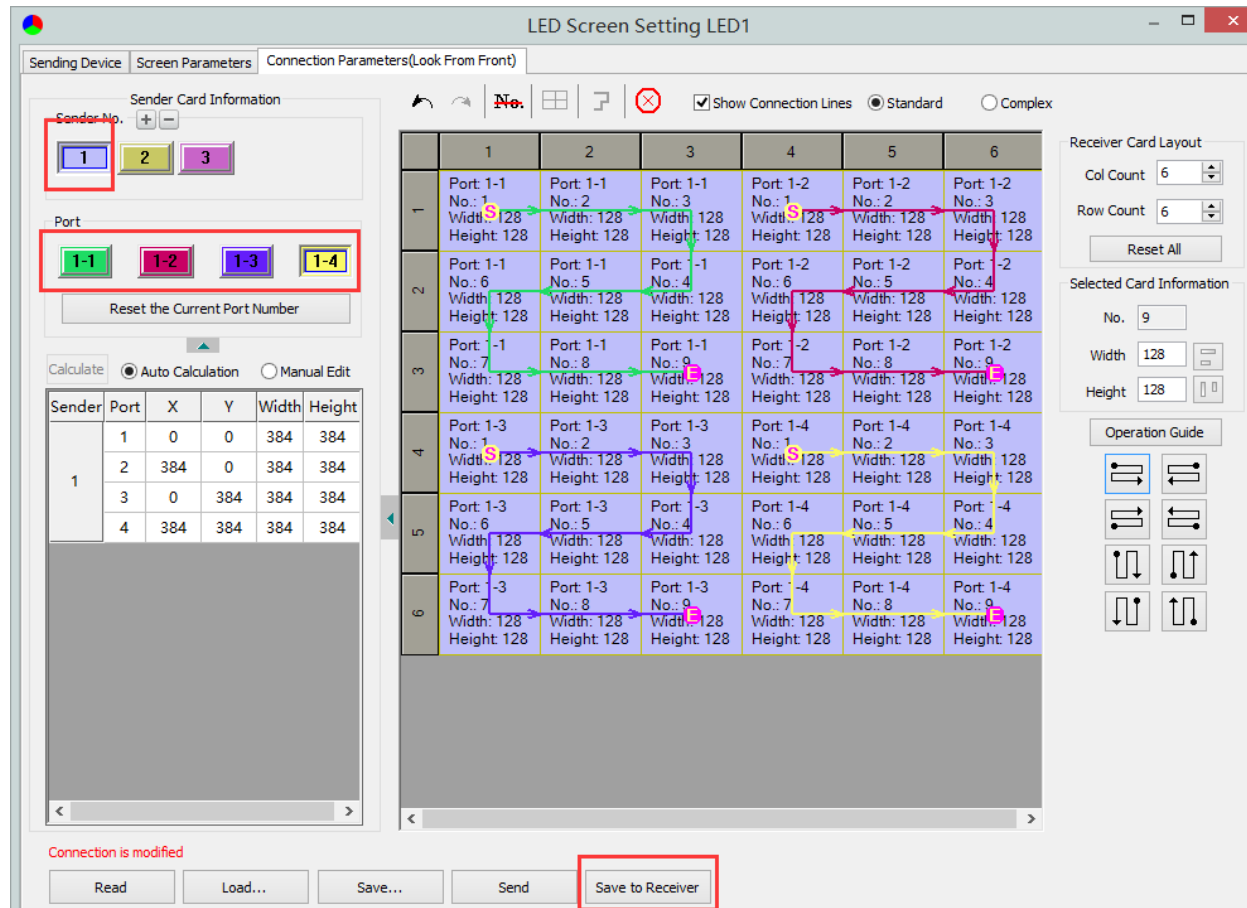 LED Screen Setting LED1
Sending Device Screen Parameters Connection Parameters(Look From Front)
Sender Card Information
Sender No. + −
1 2 3
Port
1-1 1-2 1-3 1-4
Reset the Current Port Number
Calculate Auto Calculation Manual Edit
Sender Port X Y Width Height
1
1 0 0 384 384
2 384 0 384 384
3 0 384 384 384
4 384 384 384 384
No. Show Connection Lines Standard Complex
1 2 3 4 5 6
1
Port: 1-1 Port: 1-1 Port: 1-1 Port: 1-2 Port: 1-2 Port: 1-2
No.: 1 No.: 2 No.: 3 No.: 1 No.: 2 No.: 3
S S
Width: 128 Width: 128 Width: 128 Width: 128 Width: 128 Width: 128
Height: 128 Height: 128 Height: 128 Height: 128 Height: 128 Height: 128
2
Port: 1-1 Port: 1-1 Port: 1-1 Port: 1-2 Port: 1-2 Port: 1-2
No.: 6 No.: 5 No.: 4 No.: 6 No.: 5 No.: 4
Width: 128 Width: 128 Width: 128 Width: 128 Width: 128 Width: 128
Height: 128 Height: 128 Height: 128 Height: 128 Height: 128 Height: 128
3
Port: 1-1 Port: 1-1 Port: 1-1 Port: 1-2 Port: 1-2 Port: 1-2
No.: 7 No.: 8 No.: 9 No.: 7 No.: 8 No.: 9
E E
Width: 128 Width: 128 Width: 128 Width: 128 Width: 128 Width: 128
Height: 128 Height: 128 Height: 128 Height: 128 Height: 128 Height: 128
4
Port: 1-3 Port: 1-3 Port: 1-3 Port: 1-4 Port: 1-4 Port: 1-4
No.: 1 No.: 2 No.: 3 No.: 1 No.: 2 No.: 3
S S
Width: 128 Width: 128 Width: 128 Width: 128 Width: 128 Width: 128
Height: 128 Height: 128 Height: 128 Height: 128 Height: 128 Height: 128
5
Port: 1-3 Port: 1-3 Port: 1-3 Port: 1-4 Port: 1-4 Port: 1-4
No.: 6 No.: 5 No.: 4 No.: 6 No.: 5 No.: 4
Width: 128 Width: 128 Width: 128 Width: 128 Width: 128 Width: 128
Height: 128 Height: 128 Height: 128 Height: 128 Height: 128 Height: 128
6
Port: 1-3 Port: 1-3 Port: 1-3 Port: 1-4 Port: 1-4 Port: 1-4
No.: 7 No.: 8 No.: 9 No.: 7 No.: 8 No.: 9
E E
Width: 128 Width: 128 Width: 128 Width: 128 Width: 128 Width: 128
Height: 128 Height: 128 Height: 128 Height: 128 Height: 128 Height: 128
Receiver Card Layout
Col Count 6
Row Count 6
Reset All
Selected Card Information
No. 9
Width 128
Height 128
Operation Guide
Connection is modified
Read Load... Save... Send Save to Receiver